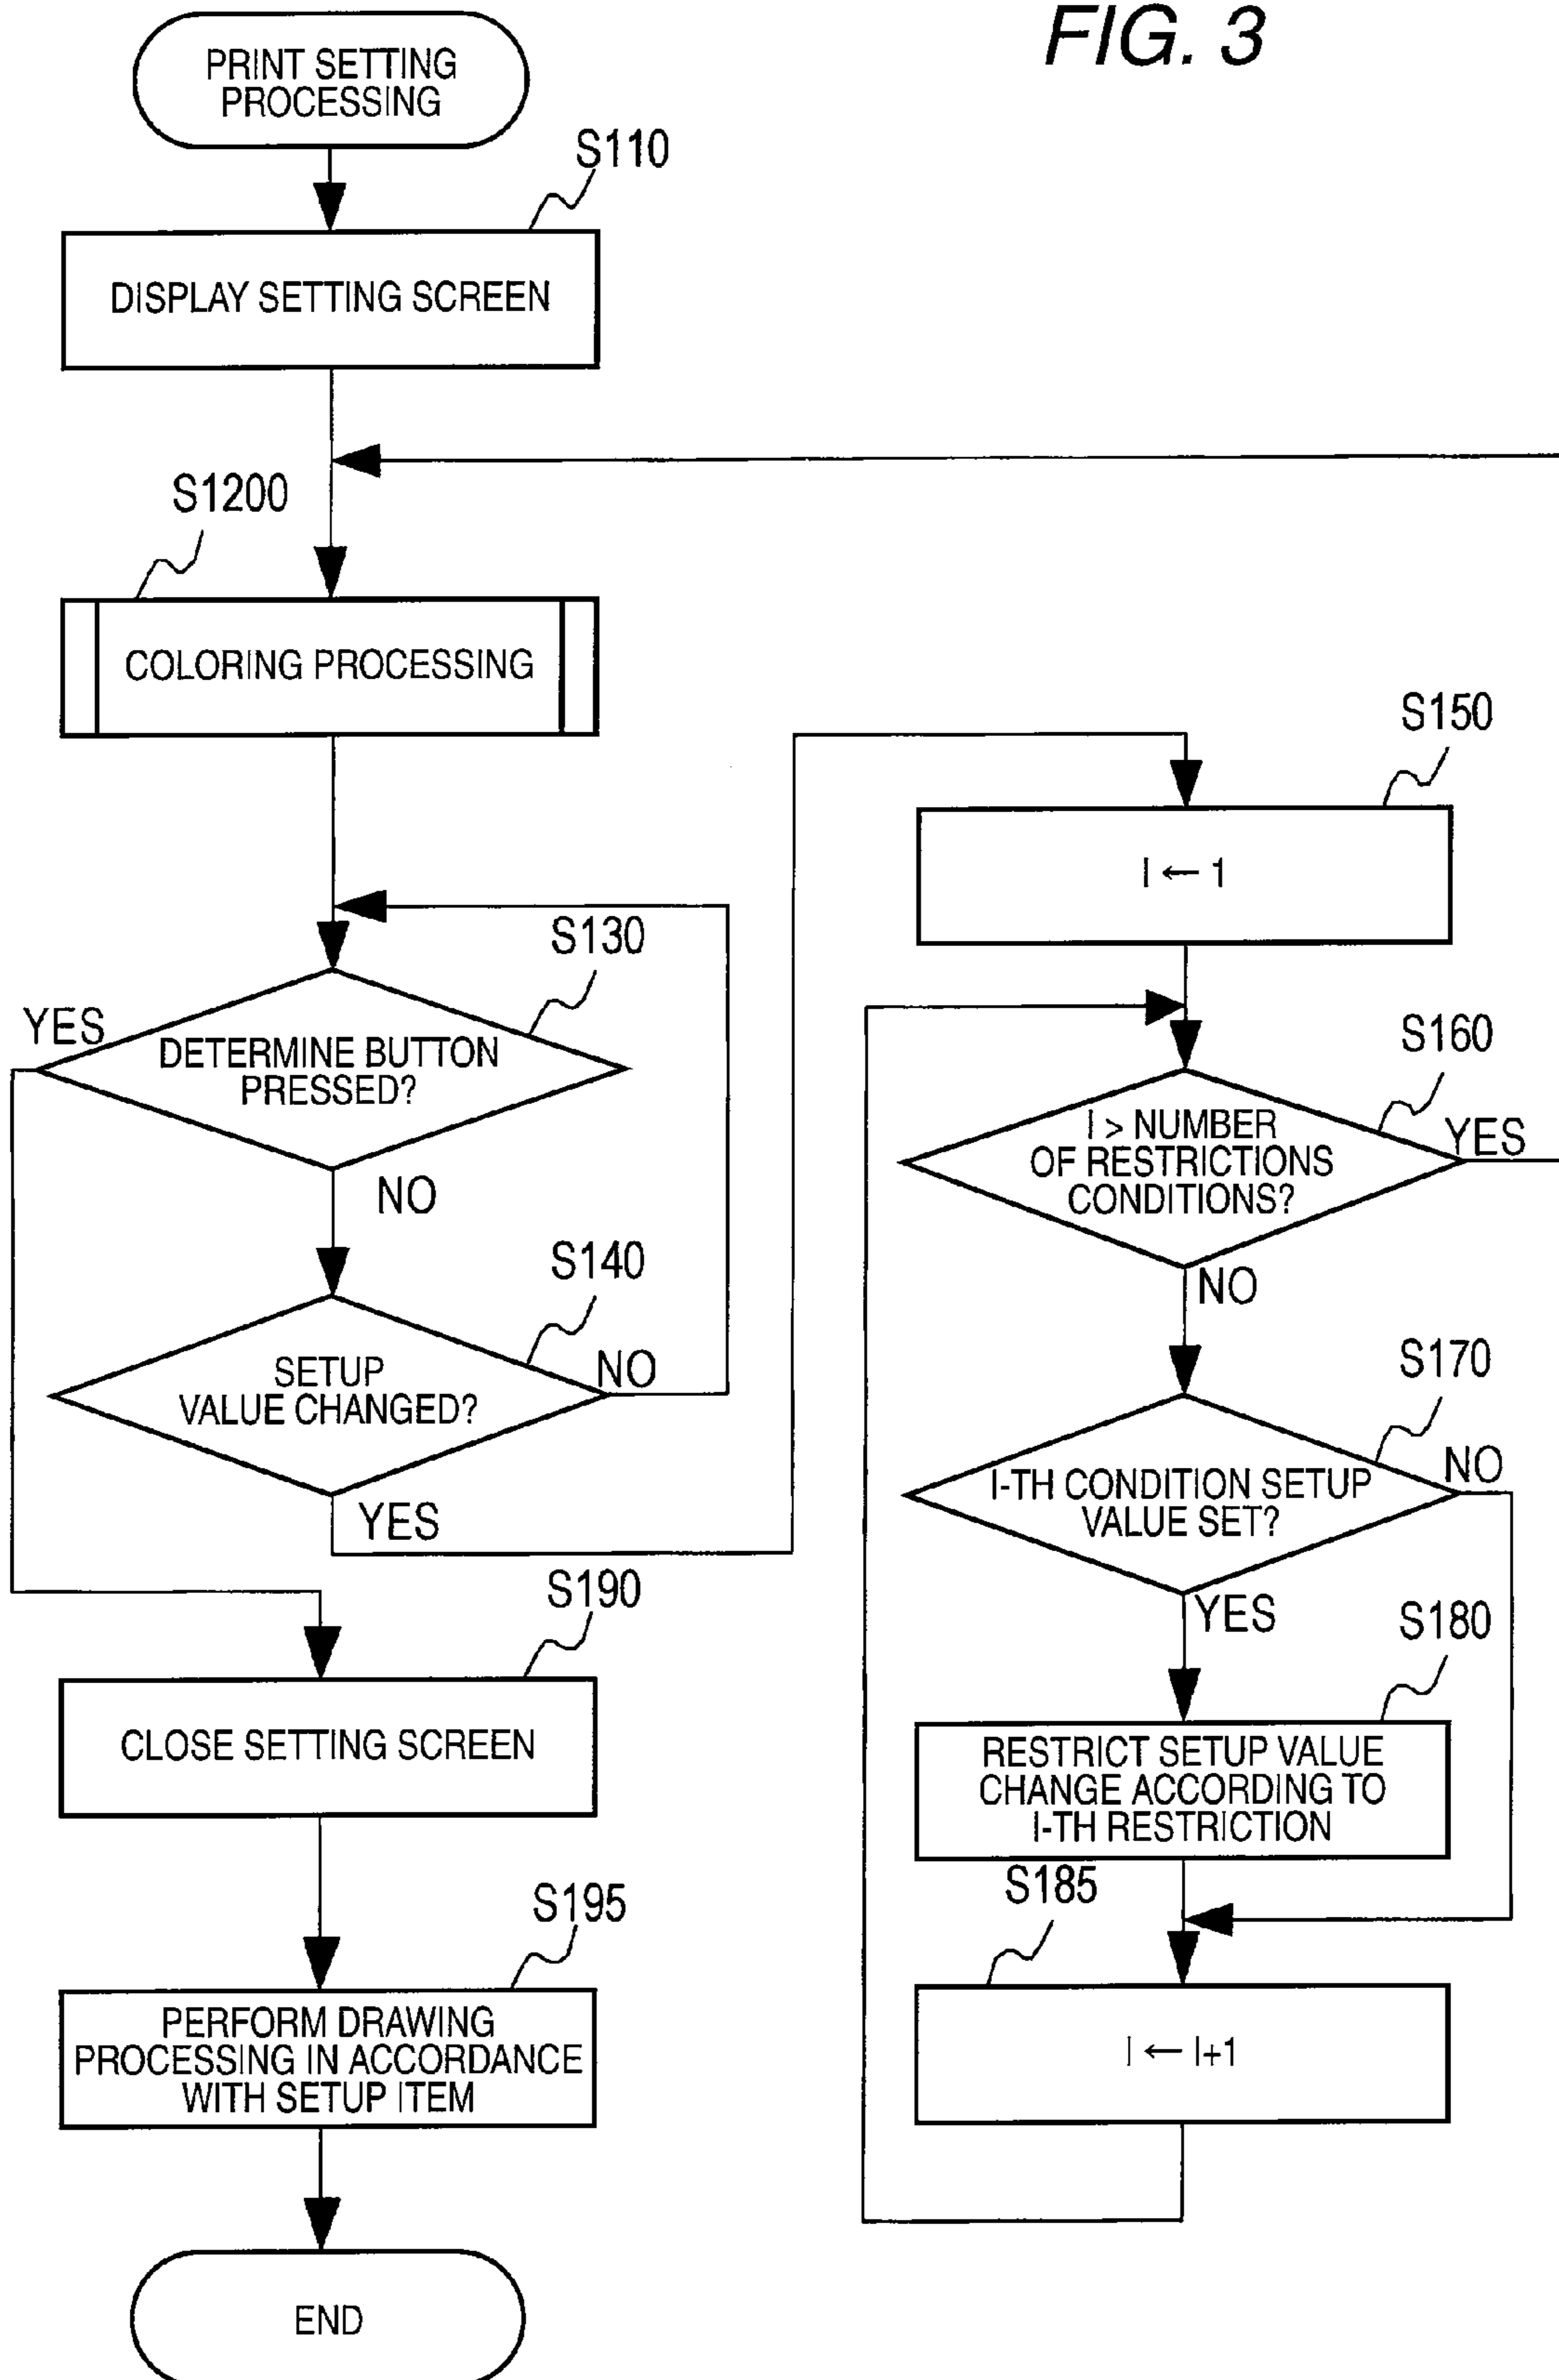 FIG. 3
PRINT SETTING
PROCESSING
S110
DISPLAY SETTING SCREEN
S1200
COLORING PROCESSING
S130
YES
DETERMINE BUTTON
PRESSED?
NO
S140
SETUP
VALUE CHANGED?
NO
YES
S190
CLOSE SETTING SCREEN
S195
PERFORM DRAWING
PROCESSING IN ACCORDANCE
WITH SETUP ITEM
END
S150
I ← 1
S160
I > NUMBER
OF RESTRICTIONS
CONDITIONS?
YES
NO
S170
I-TH CONDITION SETUP
VALUE SET?
NO
YES
S180
RESTRICT SETUP VALUE
CHANGE ACCORDING TO
I-TH RESTRICTION
S185
I ← I+1